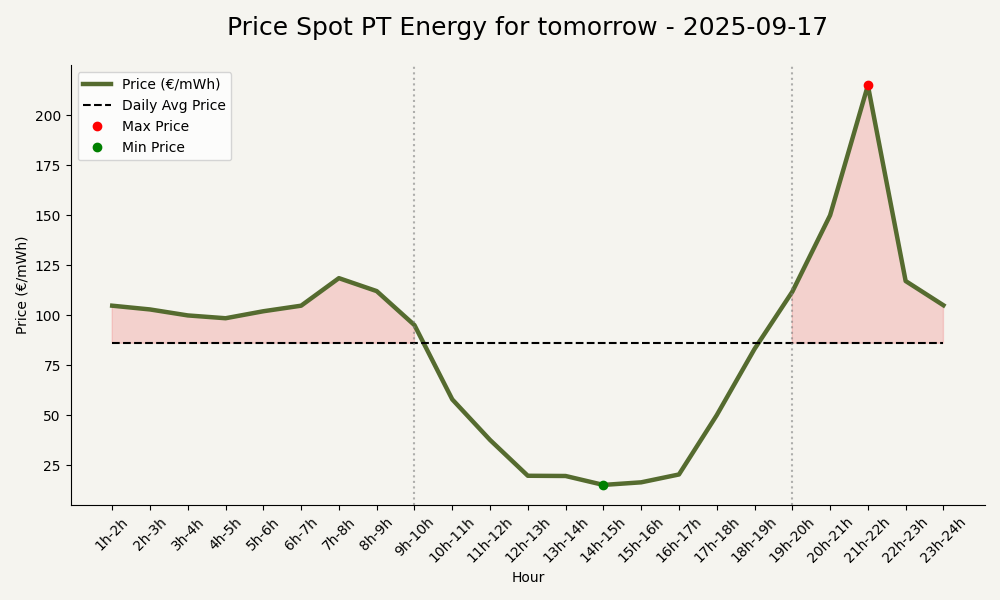 Price Spot PT Energy for tomorrow - 2025-09-17
Price (€/mWh)
Daily Avg Price
Max Price
Min Price
Price (€/mWh)
200
175
150
125
100
75
50
25
1h-2h
2h-3h
3h-4h
4h-5h
5h-6h
6h-7h
7h-8h
8h-9h
9h-10h
10h-11h
11h-12h
12h-13h
13h-14h
14h-15h
15h-16h
16h-17h
17h-18h
18h-19h
19h-20h
20h-21h
21h-22h
22h-23h
23h-24h
Hour